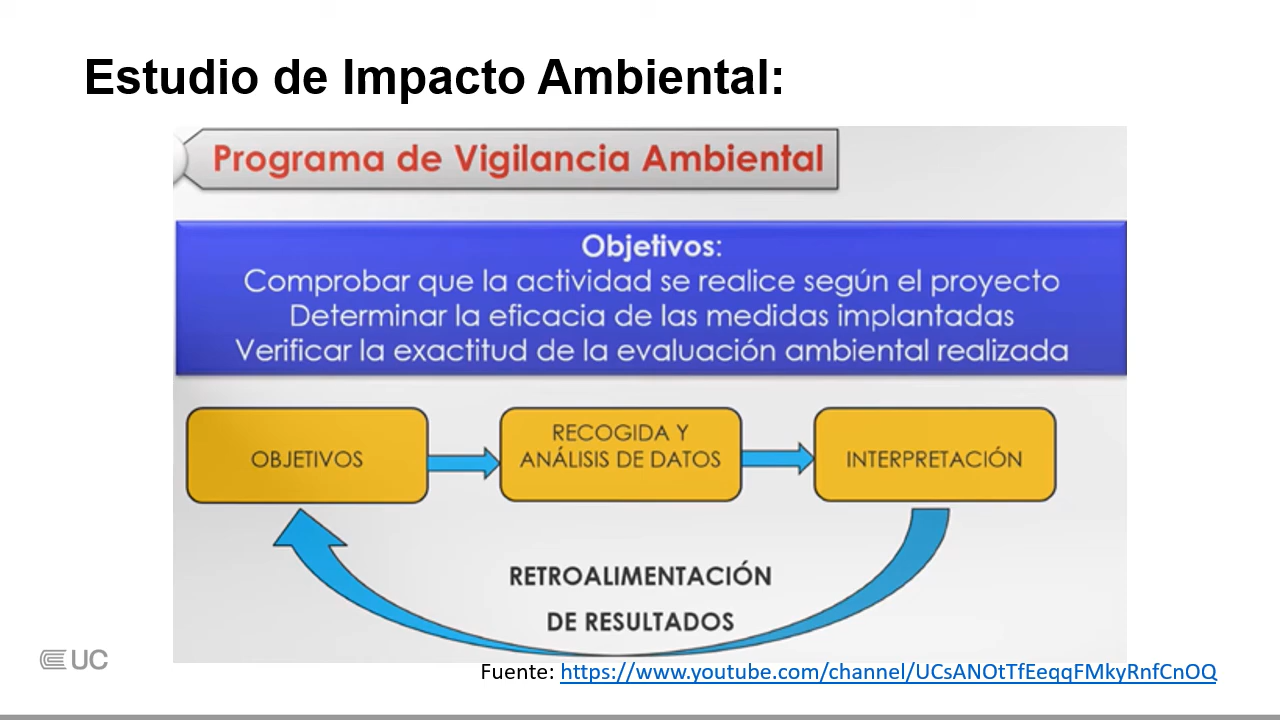 Estudio de Impacto Ambiental:
Programa de Vigilancia Ambiental
Objetivos:
Comprobar que la actividad se realice según el proyecto
Determinar la eficacia de las medidas implantadas
Verificar la exactitud de la evaluación ambiental realizada
OBJETIVOS
RECOGIDA Y
ANÁLISIS DE DATOS
INTERPRETACIÓN
RETROALIMENTACIÓN
DE RESULTADOS
UC
Fuente: https://www.youtube.com/channel/UCsANOtTfEeqqFMkyRnfCnOQ